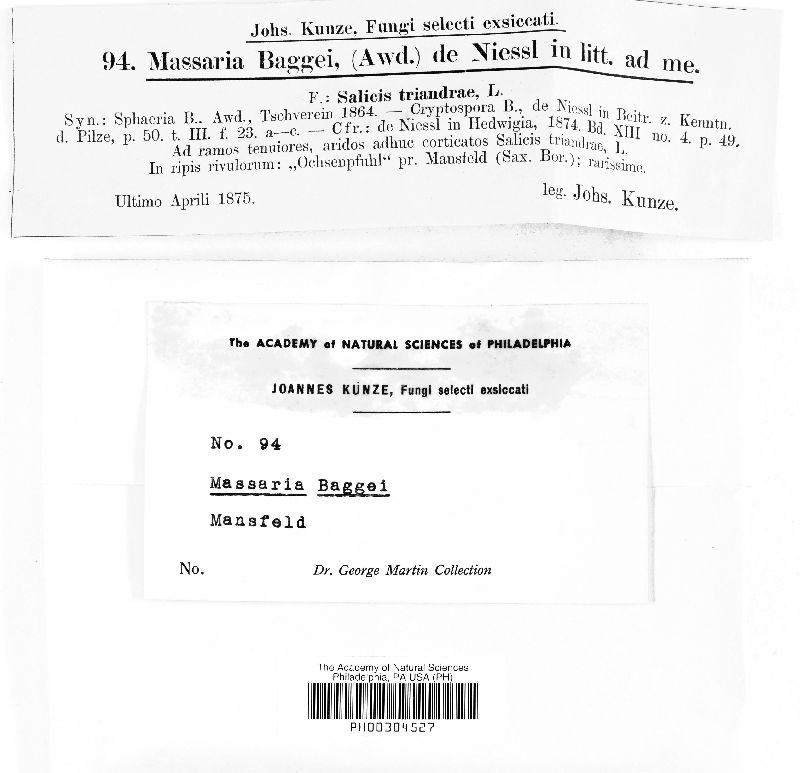 Johs. Kunze, Fungi selecti exsiccati.
94. Massaria Baggei, (Awd.) de Niessl in litt. ad me.
F.: Salicis triandrae, L.
Syn.: Sphaeria B.. Awd., Tschverein 1864. — Cryptospora B., de Niessl in Beitr. z. Kenntn.
d. Pilze, p. 50. t. III. f. 23. a—c. — Cfr.: de Niessl in Hedwigia, 1874. Bd. XIII no. 4. p. 49.
Ad ramos tenuiores, aridos adhuc corticatos Salicis triandrae, L.
In ripis rivulorum: „Ochsenpfuhl“ pr. Mansfeld (Sax. Bor.); rarissime.
Ultimo Aprili 1875. leg. Johs. Kunze.
The ACADEMY of NATURAL SCIENCES of PHILADELPHIA
JOANNES KUNZE, Fungi selecti exsiccati
No. 94
Massaria Baggei
Mansfeld
No. Dr. George Martin Collection
The Academy of Natural Sciences
Philadelphia, PA USA (PH)
PH00304527